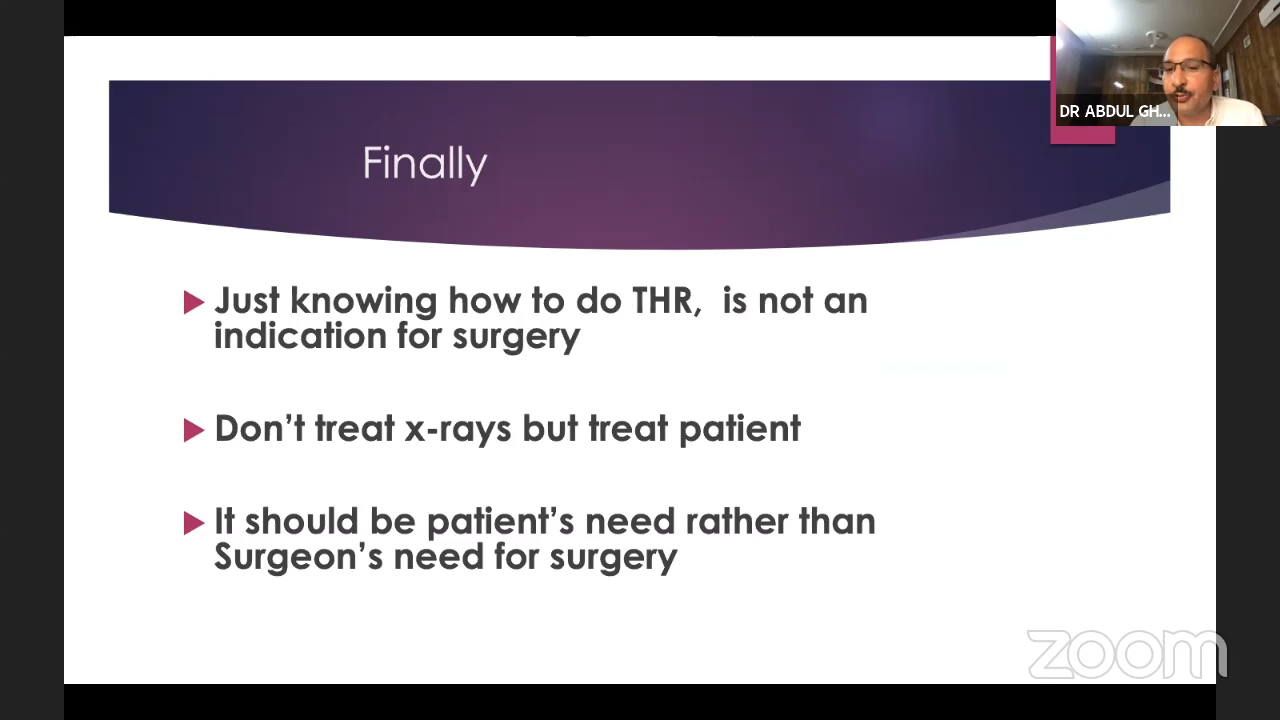 DR ABDUL GH...
Finally
Just knowing how to do THR, is not an
indication for surgery
Don’t treat x-rays but treat patient
It should be patient’s need rather than
Surgeon’s need for surgery
zoom